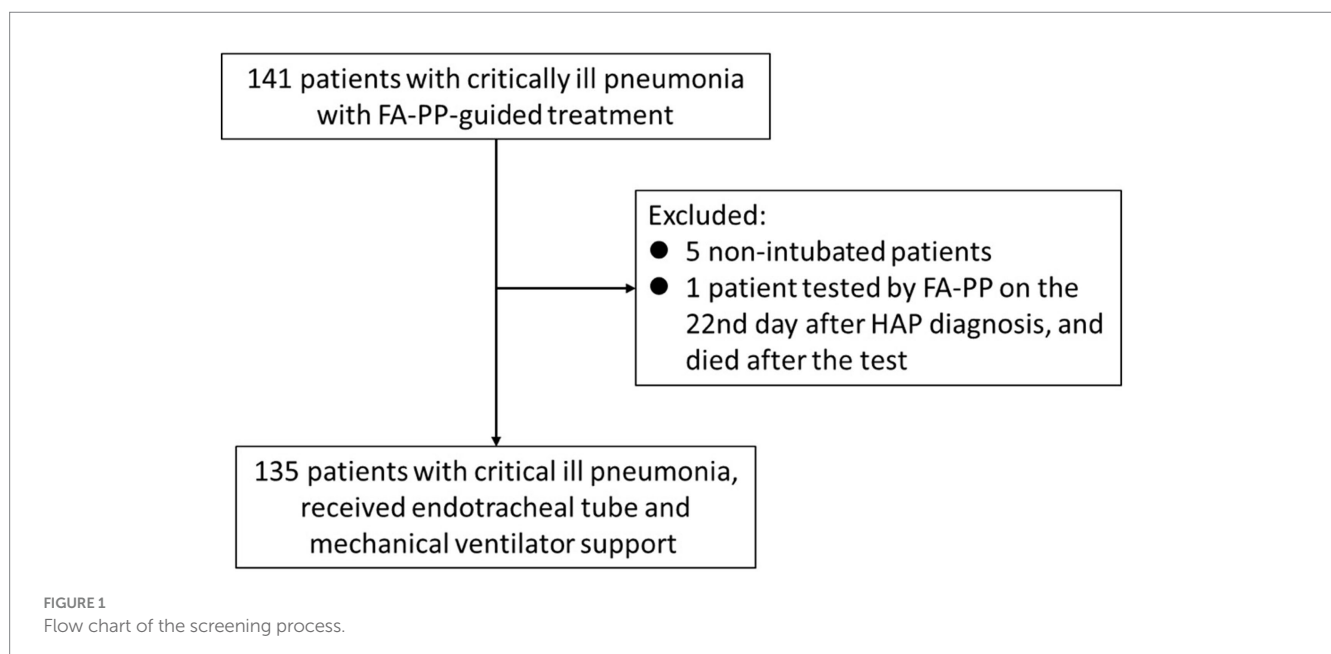 141 patients with critically ill pneumonia
with FA-PP-guided treatment
Excluded:
● 5 non-intubated patients
● 1 patient tested by FA-PP on the
22nd day after HAP diagnosis, and
died after the test
135 patients with critical ill pneumonia,
received endotracheal tube and
mechanical ventilator support
FIGURE 1
Flow chart of the screening process.